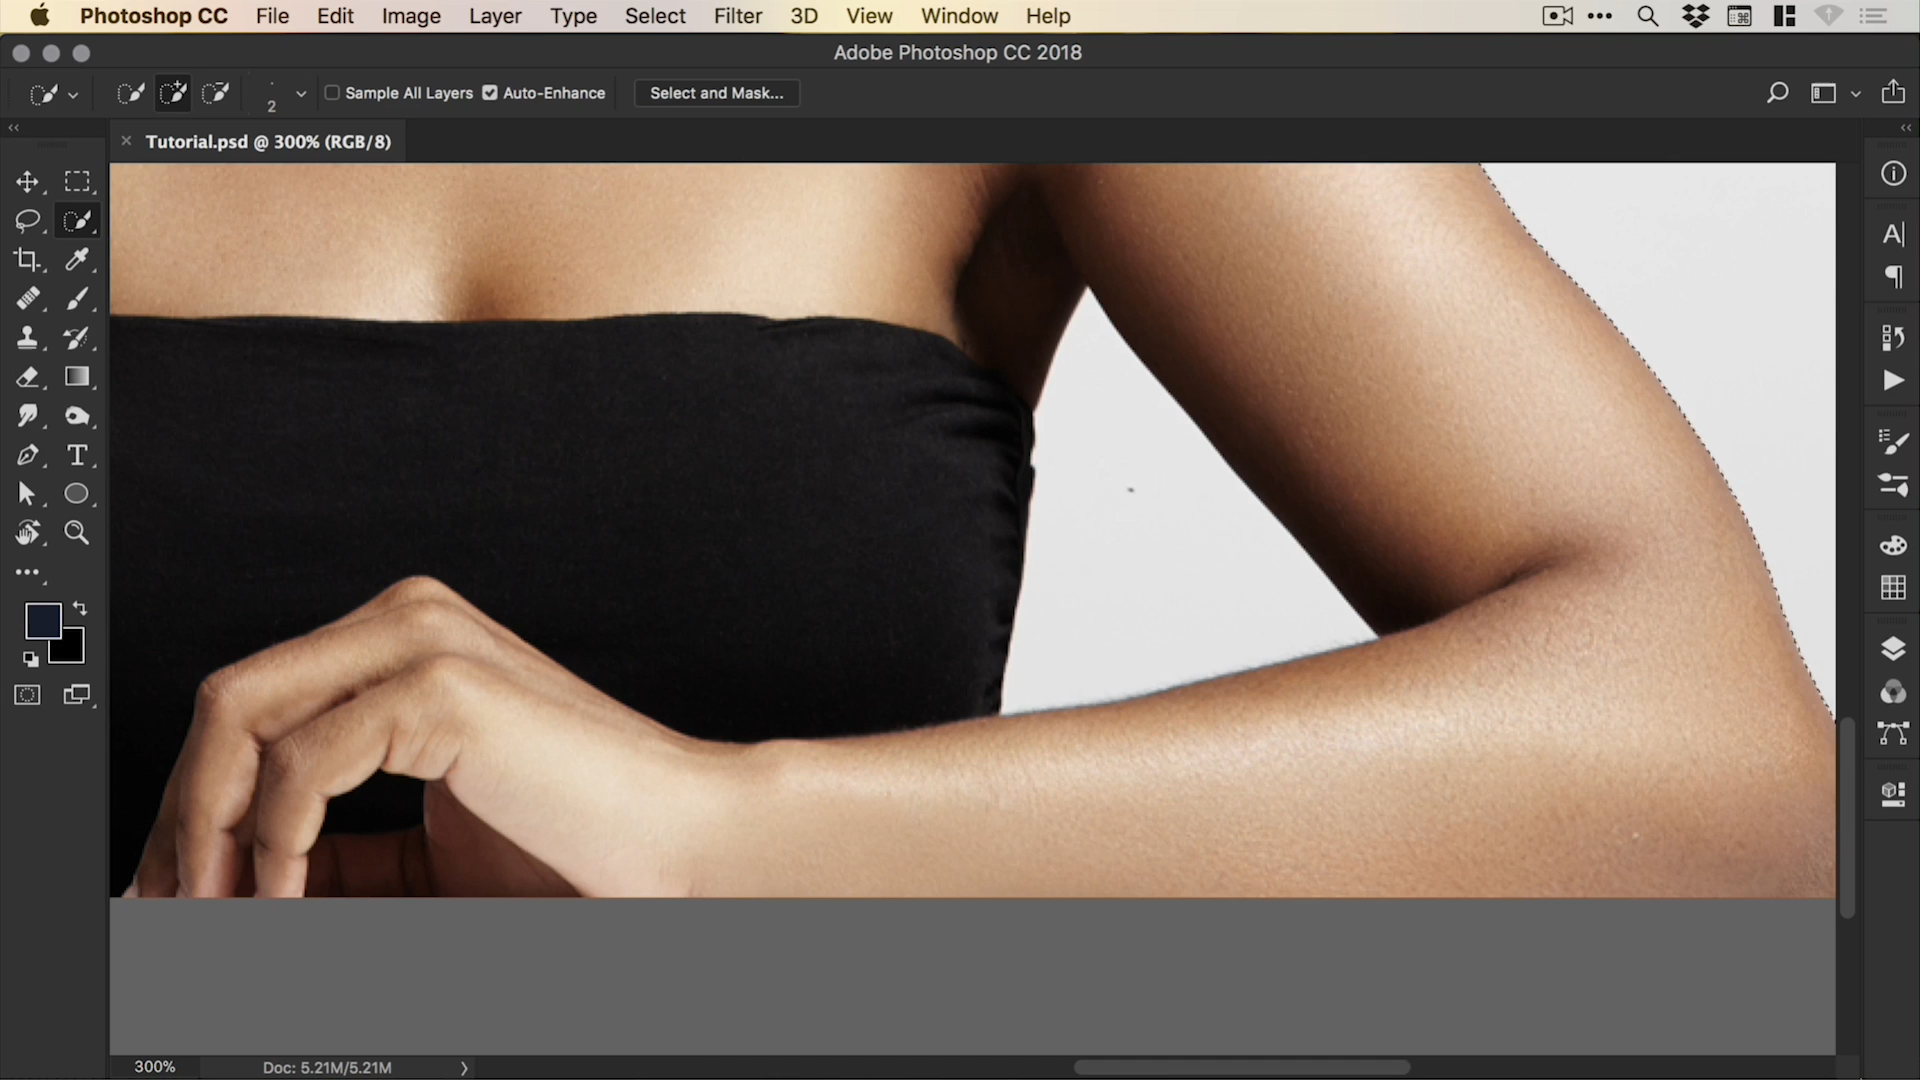 Photoshop CC File Edit Image Layer Type Select Filter 3D View Window Help
Adobe Photoshop CC 2018
2 Sample All Layers Auto-Enhance Select and Mask...
Tutorial.psd @ 300% (RGB/8)
300% Doc: 5.21M/5.21M